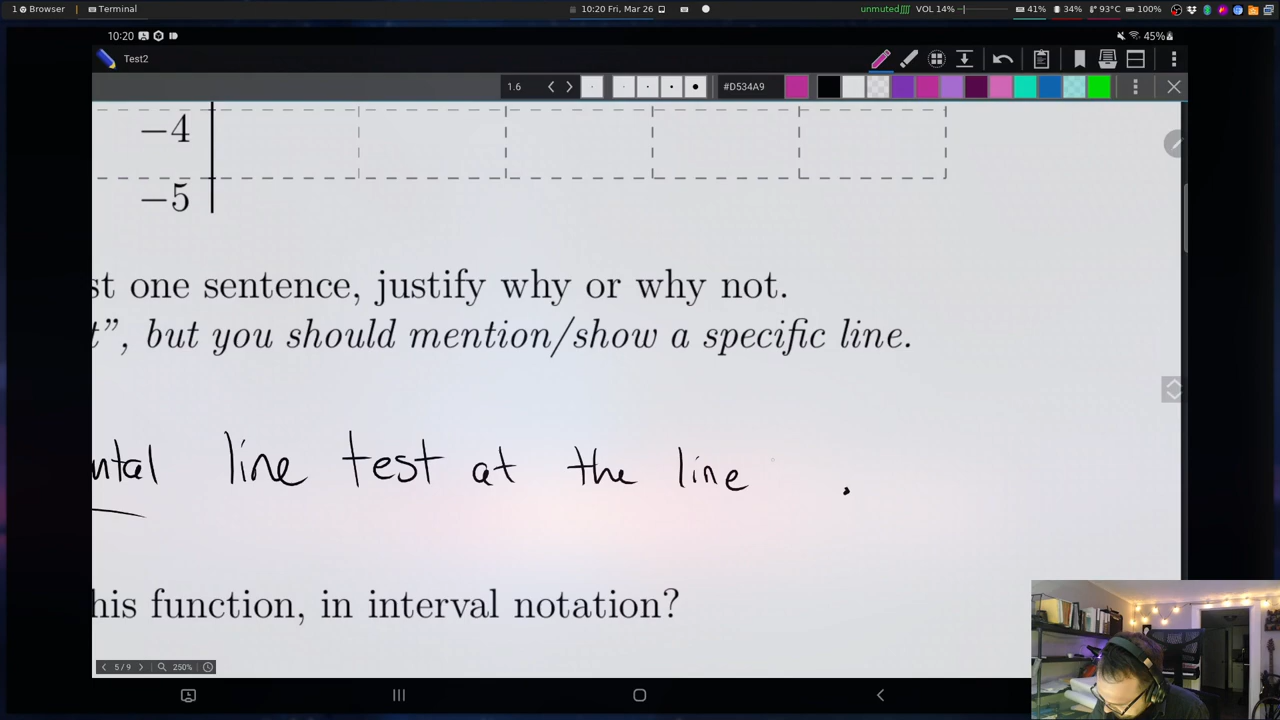 1 Browser Terminal 10:20 Fri, Mar 26 unmuted VOL 14% 41% 34% 93°C 100%
10:20 45%
Test2
1.6 #D534A9
−4
−5
st one sentence, justify why or why not.
t”, but you should mention/show a specific line.
ntal line test at the line .
his function, in interval notation?
5 / 9 250%